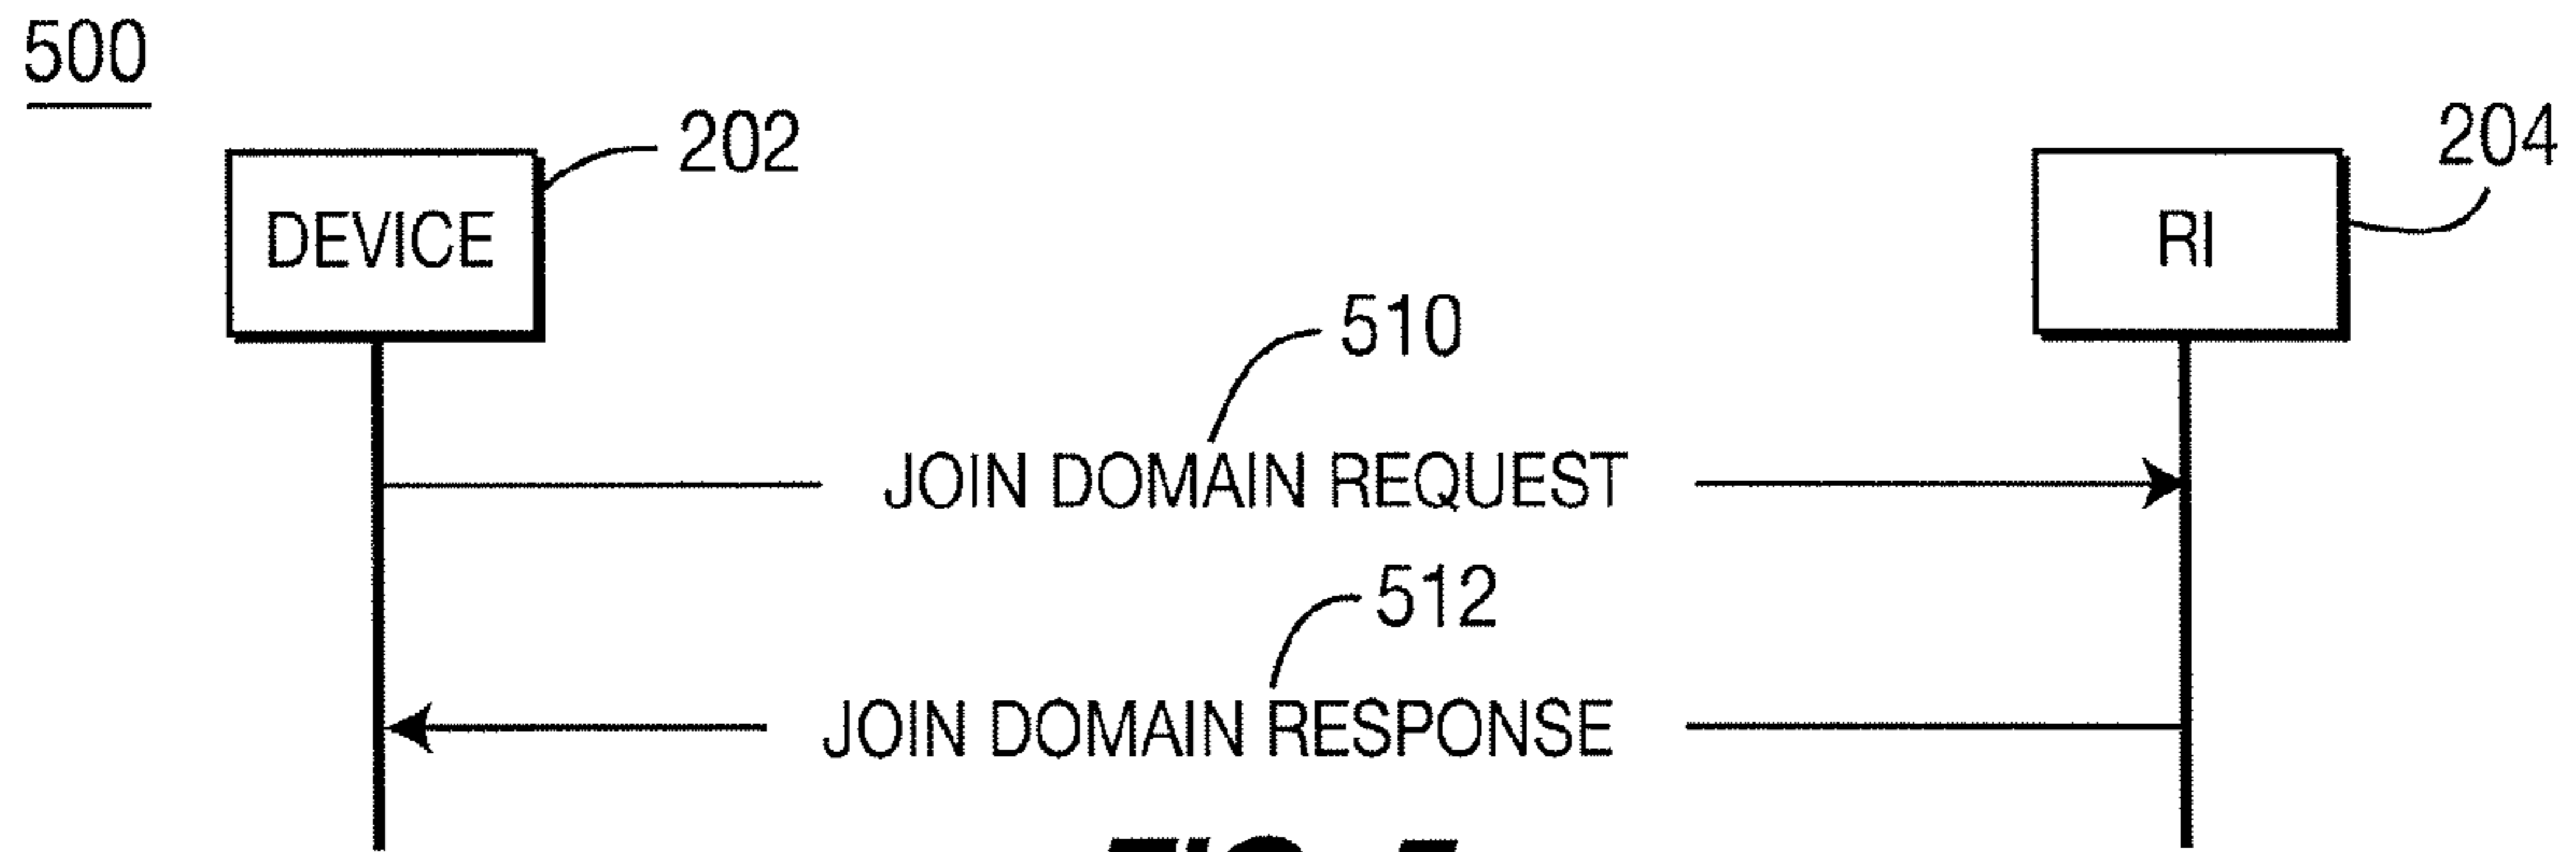 500
202
204
DEVICE
RI
510
JOIN DOMAIN REQUEST
512
JOIN DOMAIN RESPONSE